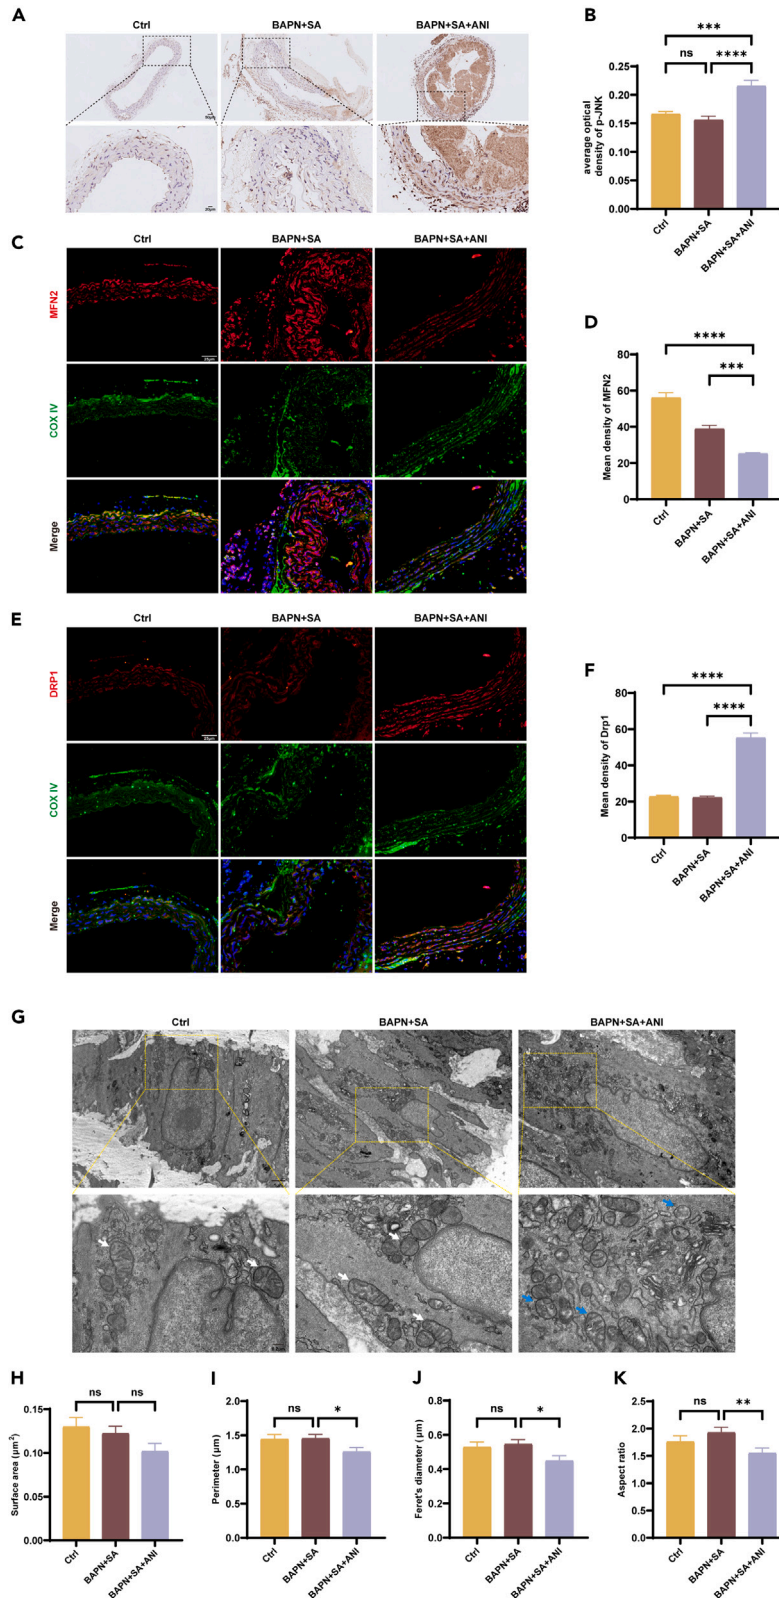 A
Ctrl
BAPN+SA
BAPN+SA+ANI
B
average optical
density of p-JNK
0.25
0.20
0.15
0.10
0.05
0.00
***
ns
****
Ctrl
BAPN+SA
BAPN+SA+ANI
C
Ctrl
BAPN+SA
BAPN+SA+ANI
MFN2
25μm
COX IV
Merge
D
Mean density of MFN2
80
60
40
20
0
****
***
Ctrl
BAPN+SA
BAPN+SA+ANI
E
Ctrl
BAPN+SA
BAPN+SA+ANI
DRP1
25μm
COX IV
Merge
F
Mean density of Drp1
80
60
40
20
0
****
****
Ctrl
BAPN+SA
BAPN+SA+ANI
G
Ctrl
BAPN+SA
BAPN+SA+ANI
H
Surface area (μm²)
0.15
0.10
0.05
0.00
ns
ns
Ctrl
BAPN+SA
BAPN+SA+ANI
I
Perimeter (μm)
2.0
1.5
1.0
0.5
0.0
ns
*
Ctrl
BAPN+SA
BAPN+SA+ANI
J
Feret's diameter (μm)
0.8
0.6
0.4
0.2
0.0
ns
*
Ctrl
BAPN+SA
BAPN+SA+ANI
K
Aspect ratio
2.5
2.0
1.5
1.0
0.5
0.0
ns
**
Ctrl
BAPN+SA
BAPN+SA+ANI